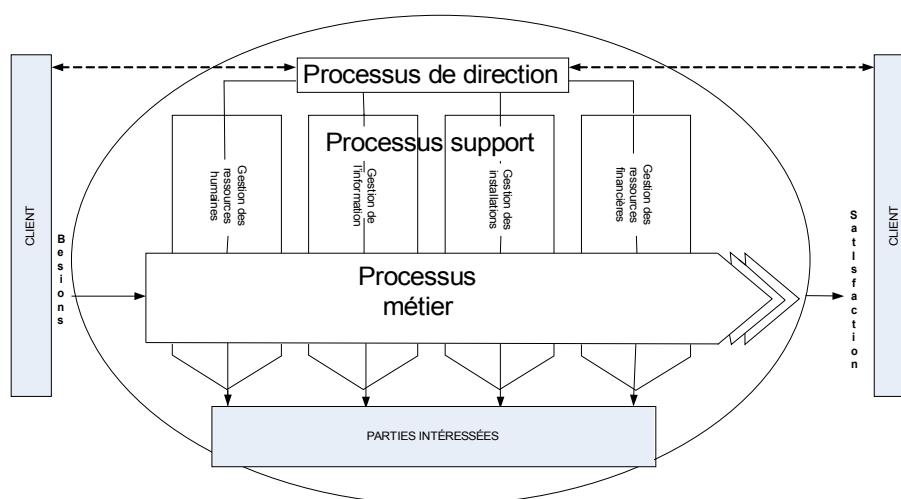 Processus de direction
Processus support
Gestion des
ressources
humaines
Gestion de
l'information
Gestion des
installations
Gestion des
ressources
financières
CLIENT
Besions
Processus
métier
Satisfaction
CLIENT
PARTIES INTÉRESSÉES